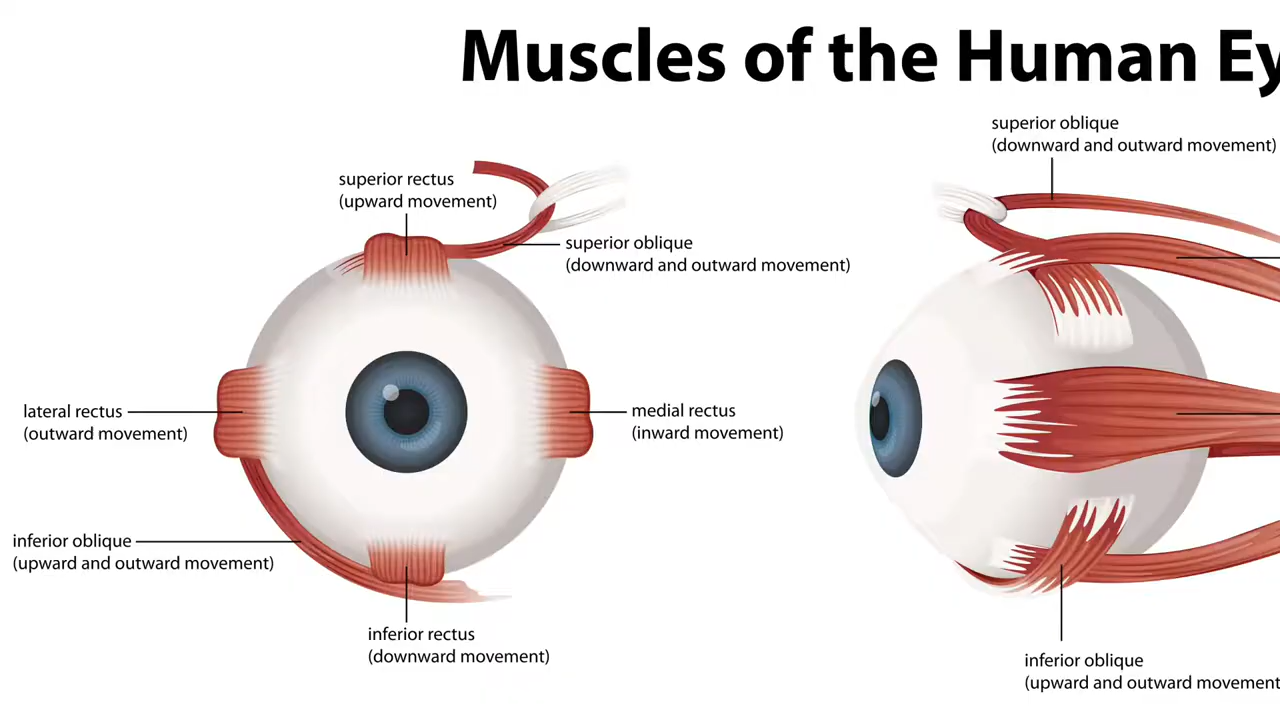 Muscles of the Human Ey
superior rectus
(upward movement)
superior oblique
(downward and outward movement)
lateral rectus
(outward movement)
medial rectus
(inward movement)
inferior oblique
(upward and outward movement)
inferior rectus
(downward movement)
superior oblique
(downward and outward movement)
inferior oblique
(upward and outward movement